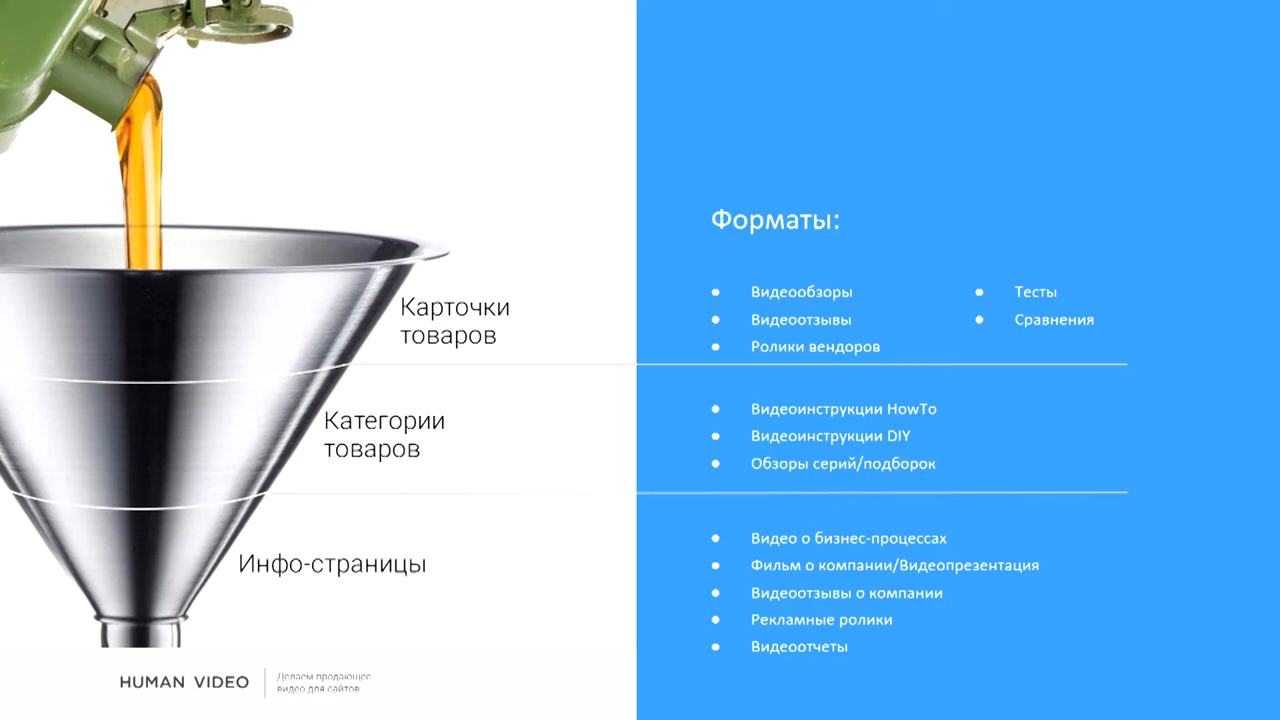 Форматы:
Карточки
товаров
Видеообзоры
Видеоотзывы
Ролики вендоров
Тесты
Сравнения
Категории
товаров
Видеоинструкции HowTo
Видеоинструкции DIY
Обзоры серий/подборок
Инфо-страницы
Видео о бизнес-процессах
Фильм о компании/Видеопрезентация
Видеоотзывы о компании
Рекламные ролики
Видеоотчеты
HUMAN VIDEO
Делаем продающее
видео для сайтов